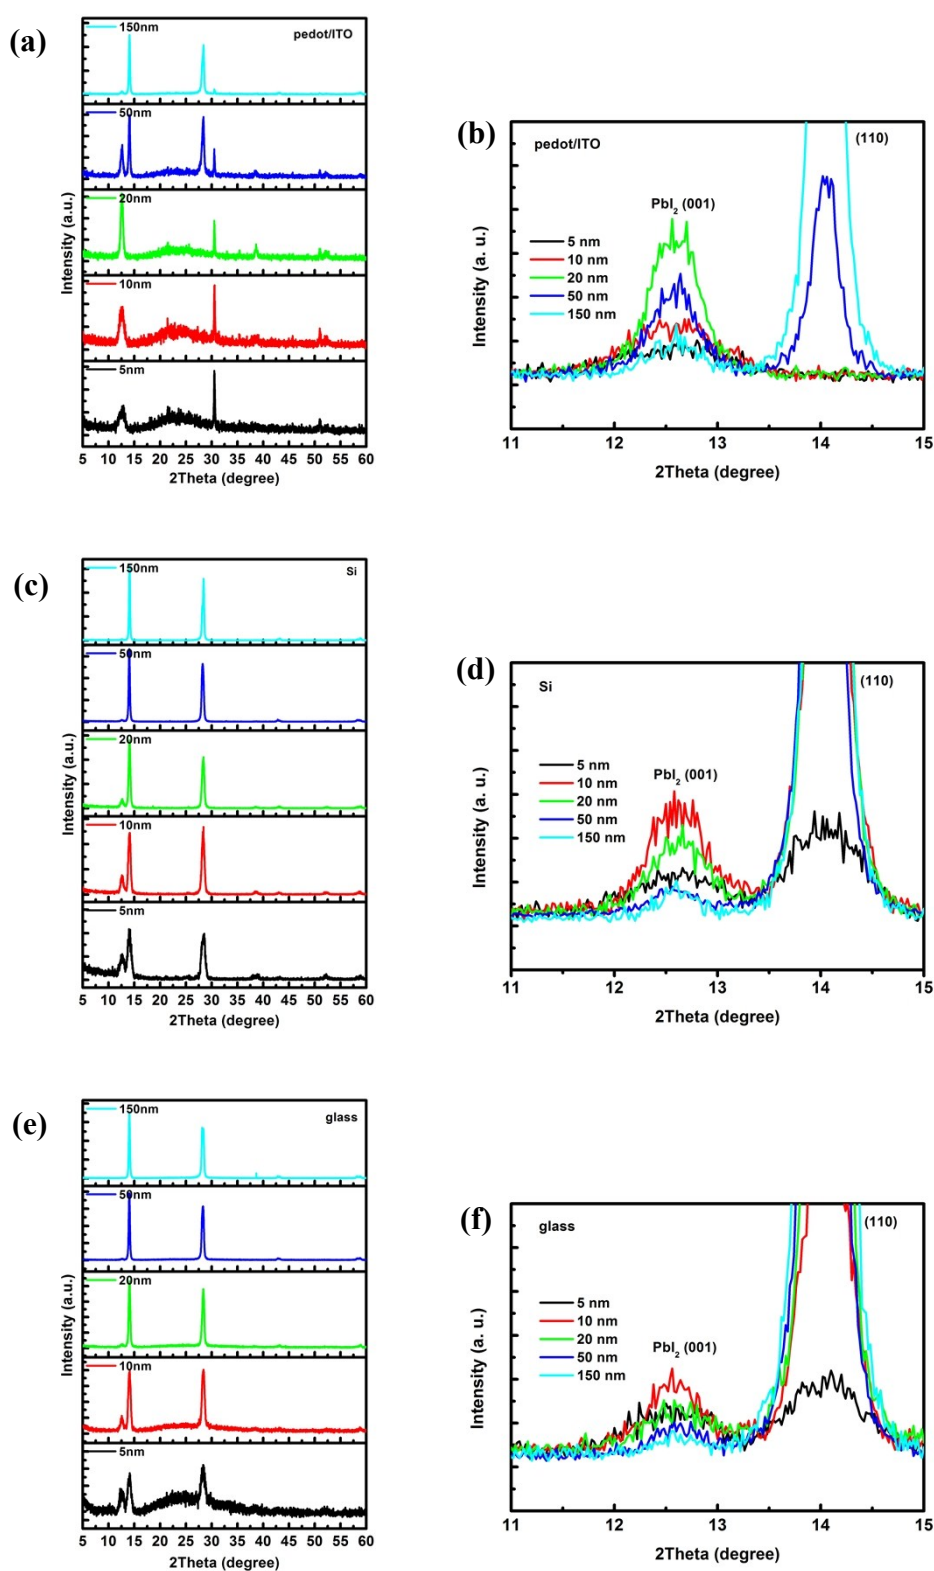 (a)
150nm
pedot/ITO
50nm
20nm
10nm
5nm
Intensity (a.u.)
5 10 15 20 25 30 35 40 45 50 55 60
2Theta (degree)
(b)
pedot/ITO
(110)
PbI2 (001)
5 nm
10 nm
20 nm
50 nm
150 nm
Intensity (a. u.)
11 12 13 14 15
2Theta (degree)
(c)
150nm
Si
50nm
20nm
10nm
5nm
Intensity (a.u.)
5 10 15 20 25 30 35 40 45 50 55 60
2Theta (degree)
(d)
Si
(110)
PbI2 (001)
5 nm
10 nm
20 nm
50 nm
150 nm
Intensity (a. u.)
11 12 13 14 15
2Theta (degree)
(e)
150nm
glass
50nm
20nm
10nm
5nm
Intensity (a.u.)
5 10 15 20 25 30 35 40 45 50 55 60
2Theta (degree)
(f)
glass
(110)
PbI2 (001)
5 nm
10 nm
20 nm
50 nm
150 nm
Intensity (a. u.)
11 12 13 14 15
2Theta (degree)